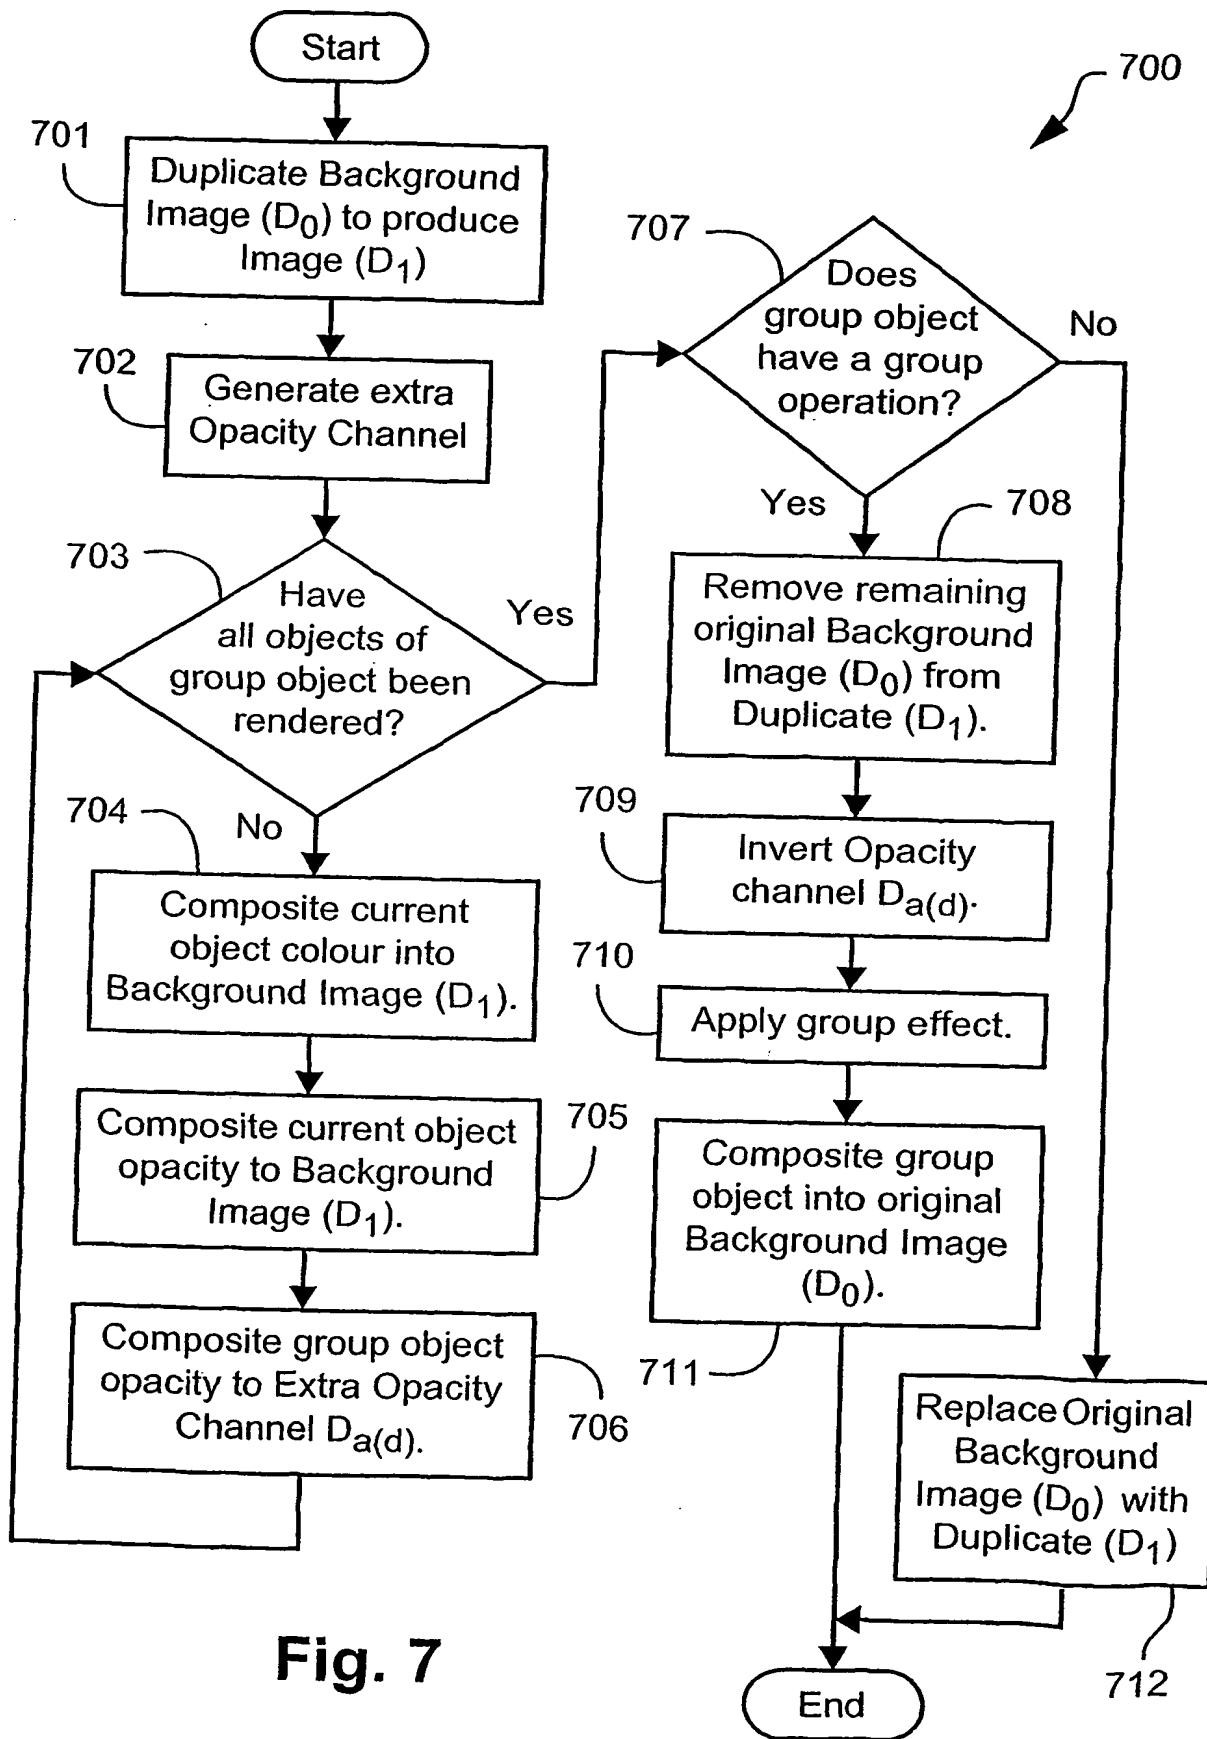 Start
700
701
Duplicate Background
Image (D0) to produce
Image (D1)
702
Generate extra
Opacity Channel
703
Have
all objects of
group object been
rendered?
Yes
No
704
Composite current
object colour into
Background Image (D1).
705
Composite current object
opacity to Background
Image (D1).
706
Composite group object
opacity to Extra Opacity
Channel Da(d).
707
Does
group object
have a group
operation?
No
Yes
708
Remove remaining
original Background
Image (D0) from
Duplicate (D1).
709
Invert Opacity
channel Da(d).
710
Apply group effect.
711
Composite group
object into original
Background Image
(D0).
712
Replace Original
Background
Image (D0) with
Duplicate (D1)
End
Fig. 7